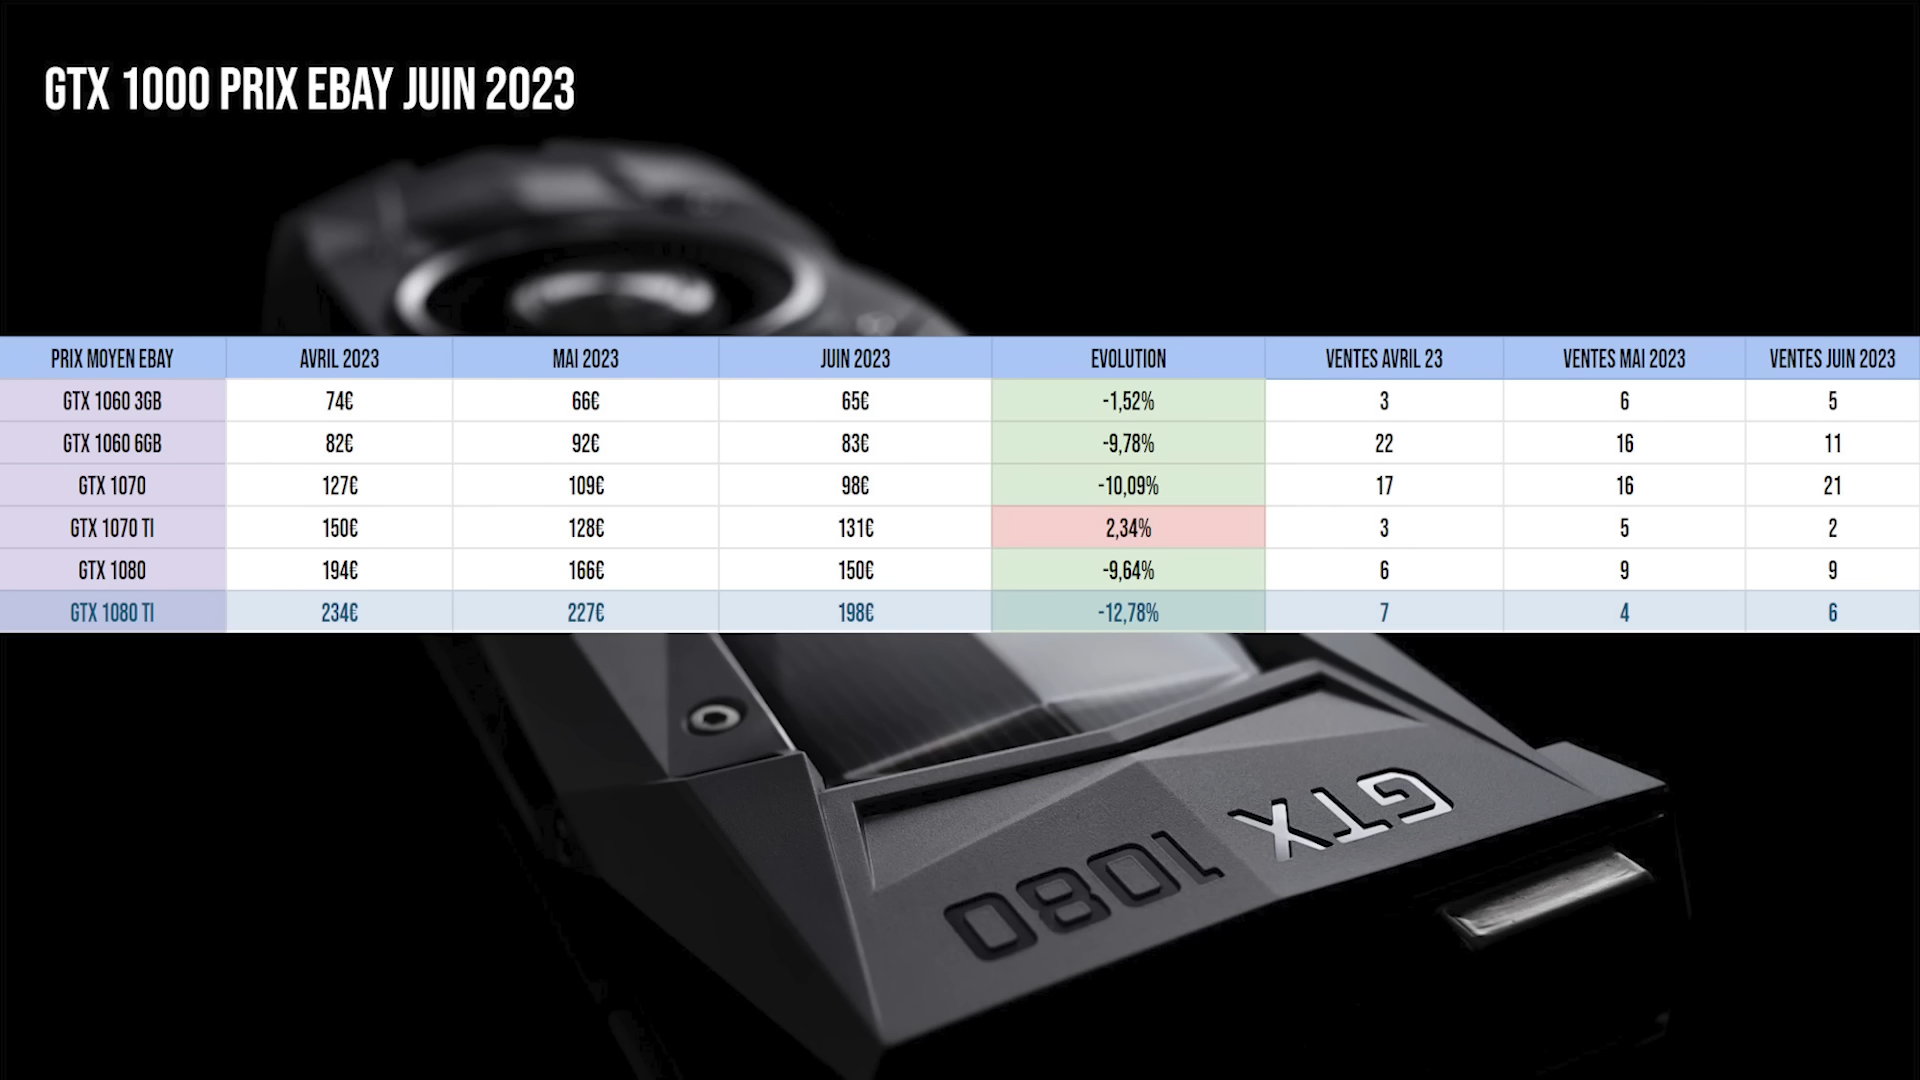 GTX 1000 PRIX EBAY JUIN 2023
PRIX MOYEN EBAY AVRIL 2023 MAI 2023 JUIN 2023 EVOLUTION VENTES AVRIL 23 VENTES MAI 2023 VENTES JUIN 2023
GTX 1060 3GB 74€ 66€ 65€ -1,52% 3 6 5
GTX 1060 6GB 82€ 92€ 83€ -9,78% 22 16 11
GTX 1070 127€ 109€ 98€ -10,09% 17 16 21
GTX 1070 TI 150€ 128€ 131€ 2,34% 3 5 2
GTX 1080 194€ 166€ 150€ -9,64% 6 9 9
GTX 1080 TI 234€ 227€ 198€ -12,78% 7 4 6
GTX 1080